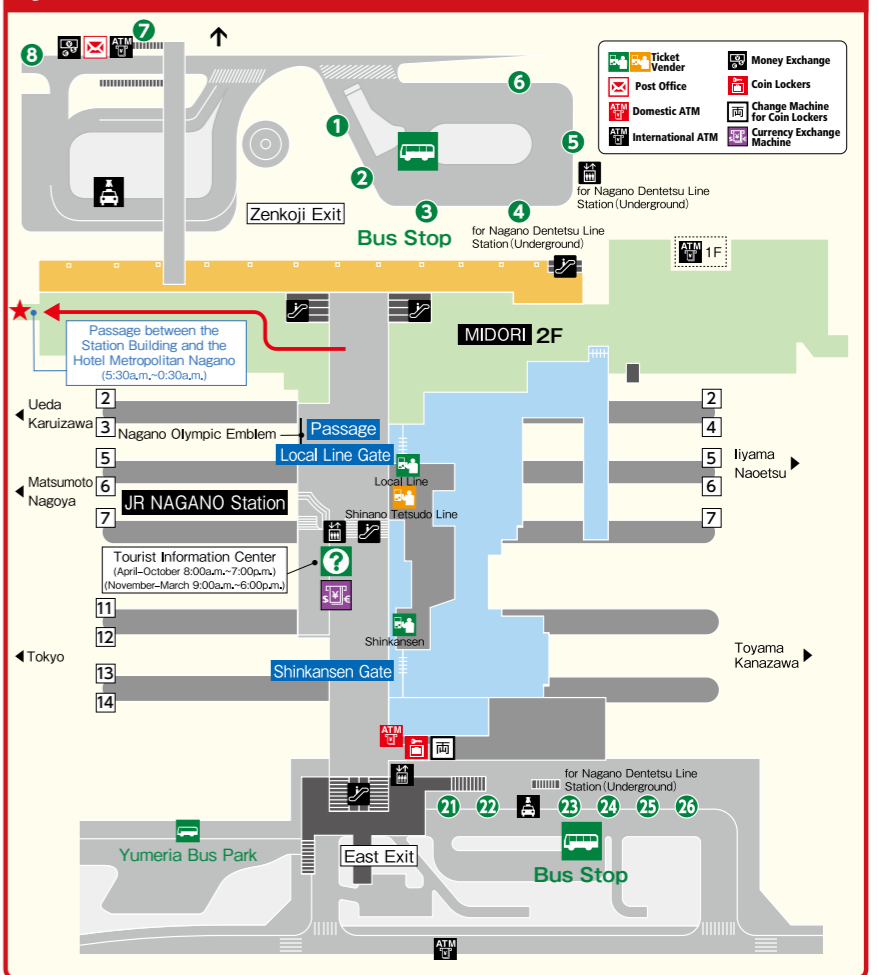 8
ATM
7
6
1
5
2
3
4
Ticket
Vender
Post Office
ATM
Domestic ATM
ATM
International ATM
Money Exchange
Coin Lockers
両
Change Machine
for Coin Lockers
$¥€
Currency Exchange
Machine
for Nagano Dentetsu Line
Station(Underground)
Zenkoji Exit
Bus Stop
for Nagano Dentetsu Line
Station(Underground)
ATM
1F
MIDORI 2F
Passage between the
Station Building and the
Hotel Metropolitan Nagano
(5:30a.m.~0:30a.m.)
Ueda
Karuizawa
2
3
Nagano Olympic Emblem
Passage
Local Line Gate
2
4
5
6
Matsumoto
Nagoya
JR NAGANO Station
Local Line
Shinano Tetsudo Line
5
6
Iiyama
Naoetsu
7
7
Tourist Information Center
(April–October 8:00a.m.~7:00p.m.)
(November–March 9:00a.m.~6:00p.m.)
?
$¥€
11
12
Shinkansen
Tokyo
13
14
Shinkansen Gate
Toyama
Kanazawa
ATM
両
for Nagano Dentetsu Line
Station(Underground)
21
22
23
24
25
26
Yumeria Bus Park
East Exit
Bus Stop
ATM